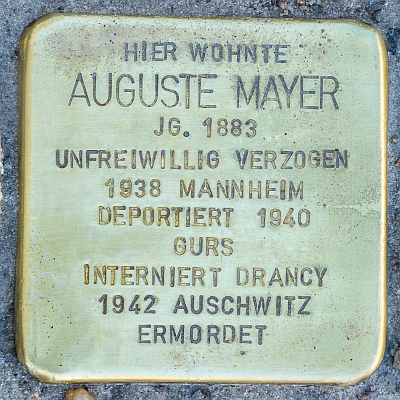 HIER WOHNTE
AUGUSTE MAYER
JG. 1883
UNFREIWILLIG VERZOGEN
1938 MANNHEIM
DEPORTIERT 1940
GURS
INTERNIERT DRANCY
1942 AUSCHWITZ
ERMORDET